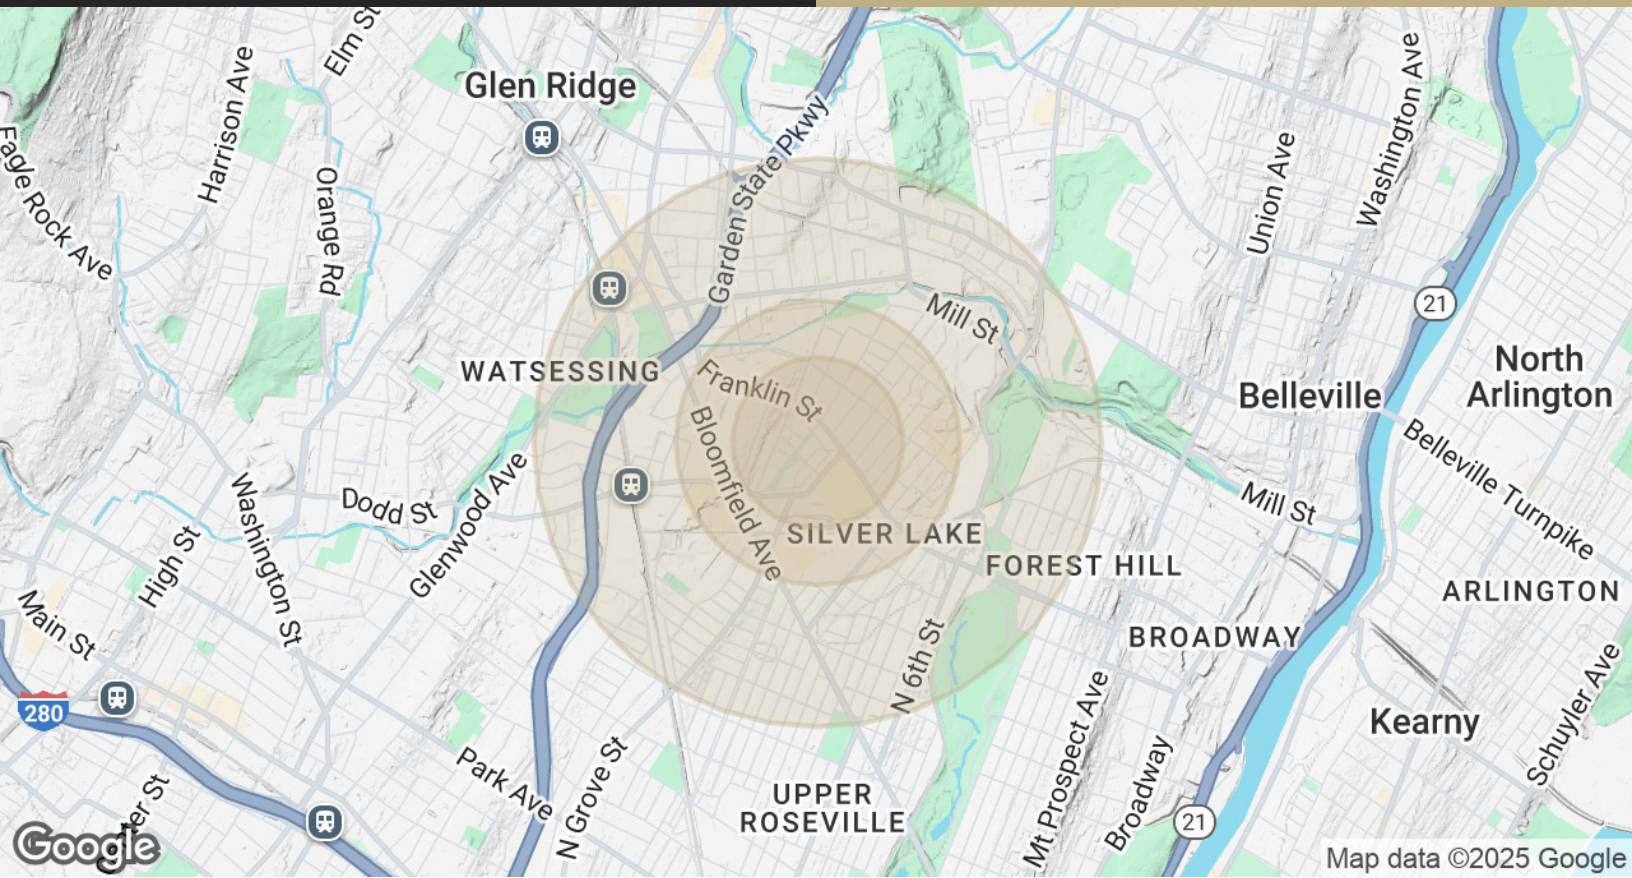 Elm St
Harrison Ave
Glen Ridge
Garden State Pkwy
Union Ave
Washington Ave
Eagle Rock Ave
Orange Rd
21
Mill St
North
Arlington
WATSESSING
Franklin St
Belleville
Bloomfield Ave
Belleville Turnpike
Washington St
Dodd St
Glenwood Ave
Mill St
SILVER LAKE
FOREST HILL
High St
ARLINGTON
Main St
BROADWAY
N 6th St
280
Mt Prospect Ave
Kearny
Schuyler Ave
Park Ave
N Grove St
Broadway
UPPER
ROSEVILLE
21
Center St
Google
Map data ©2025 Google